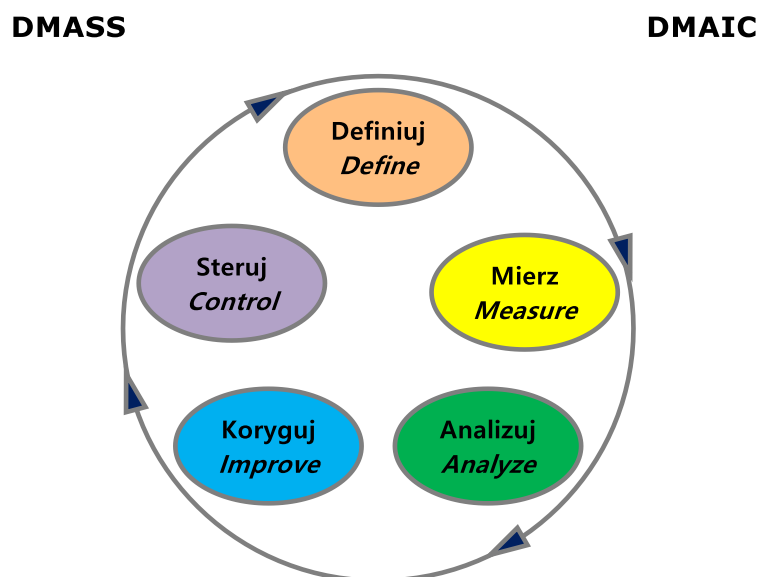 DMASS
DMAIC
Definiuj
Define
Mierz
Measure
Analizuj
Analyze
Koryguj
Improve
Steruj
Control